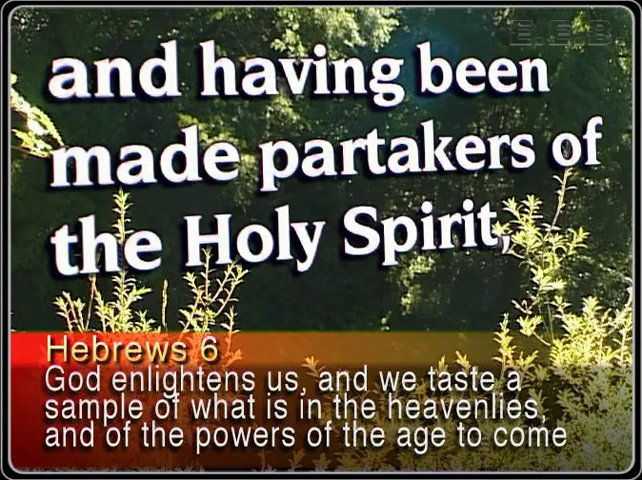 E.E.B
and having been
made partakers of
the Holy Spirit,
Hebrews 6
God enlightens us, and we taste a
sample of what is in the heavenlies,
and of the powers of the age to come